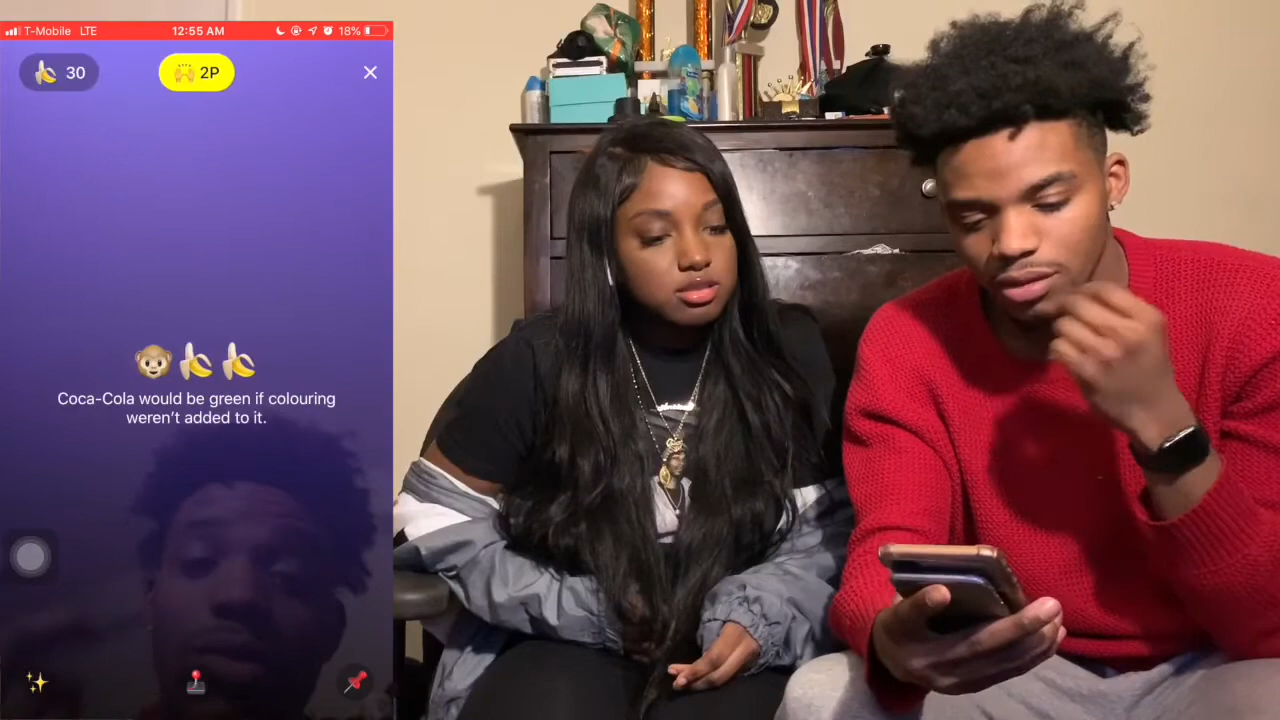 T-Mobile LTE
12:55 AM
18%
30
2P
Coca-Cola would be green if colouring
weren't added to it.